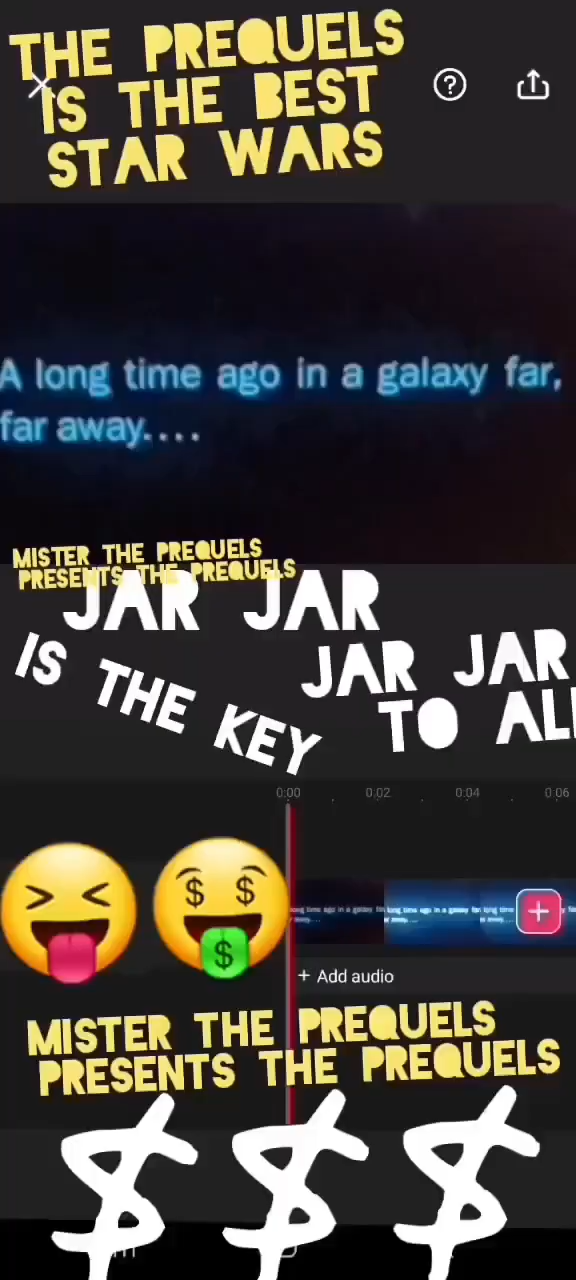 THE PREQUELS
IS THE BEST
STAR WARS
A long time ago in a galaxy far,
far away....
MISTER THE PREQUELS
PRESENTS THE PREQUELS
JAR JAR
IS THE KEY
JAR JAR
TO ALL
0:00 0:02 0:04 0:06
+ Add audio
MISTER THE PREQUELS
PRESENTS THE PREQUELS
$ $ $